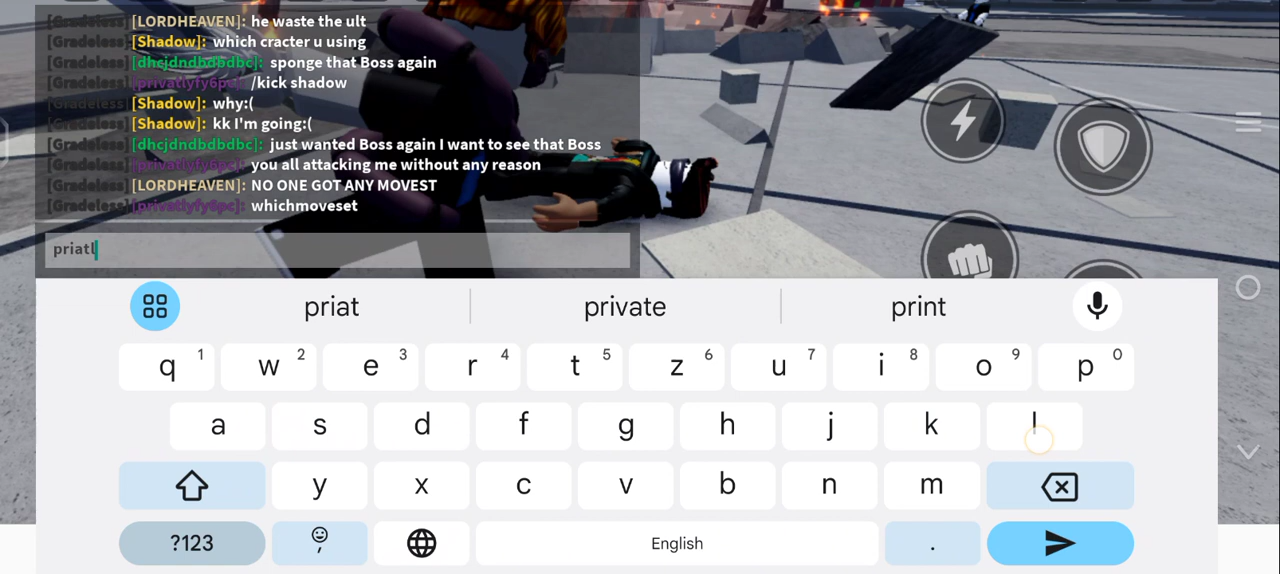 [Gradeless] [LORDHEAVEN]: he waste the ult
[Gradeless] [Shadow]: which cracter u using
[Gradeless] [dhcjdndbdbdbc]: sponge that Boss again
[Gradeless] [privatlyfy6pc]: /kick shadow
[Gradeless] [Shadow]: why:(
[Gradeless] [Shadow]: kk I'm going:(
[Gradeless] [dhcjdndbdbdbc]: just wanted Boss again I want to see that Boss
[Gradeless] [privatlyfy6pc]: you all attacking me without any reason
[Gradeless] [LORDHEAVEN]: NO ONE GOT ANY MOVEST
[Gradeless] [privatlyfy6pc]: whichmoveset
priatl
priat private print
q 1 w 2 e 3 r 4 t 5 z 6 u 7 i 8 o 9 p 0
a s d f g h j k l
y x c v b n m
?123 , English .